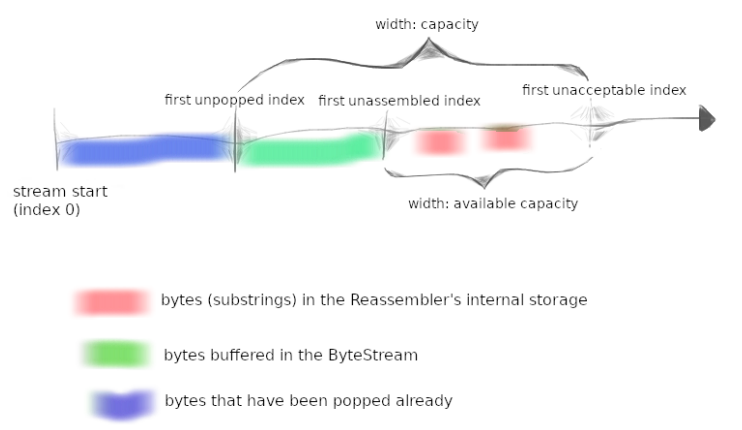 width: capacity
first unpopped index
first unassembled index
first unacceptable index
stream start
(index 0)
width: available capacity
bytes (substrings) in the Reassembler's internal storage
bytes buffered in the ByteStream
bytes that have been popped already